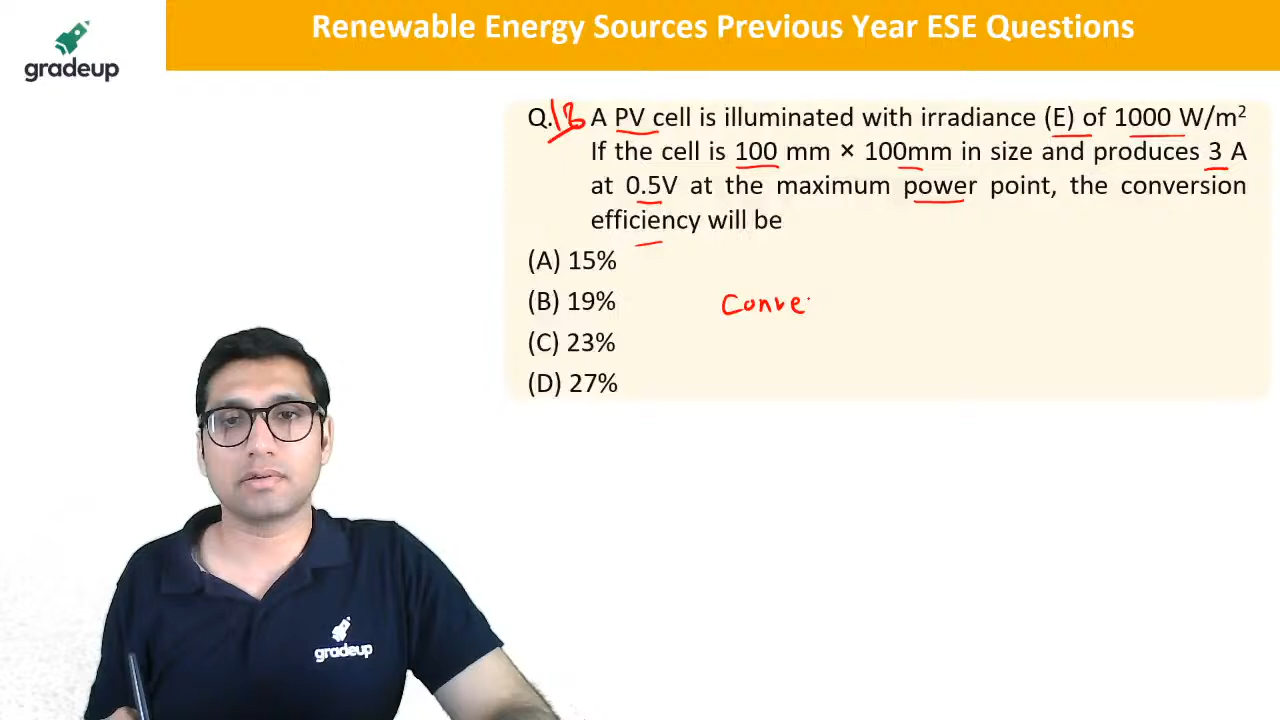 Renewable Energy Sources Previous Year ESE Questions
gradeup
Q.13 A PV cell is illuminated with irradiance (E) of 1000 W/m²
If the cell is 100 mm × 100mm in size and produces 3 A
at 0.5V at the maximum power point, the conversion
efficiency will be
(A) 15%
(B) 19%
(C) 23%
(D) 27%
Conve
gradeup